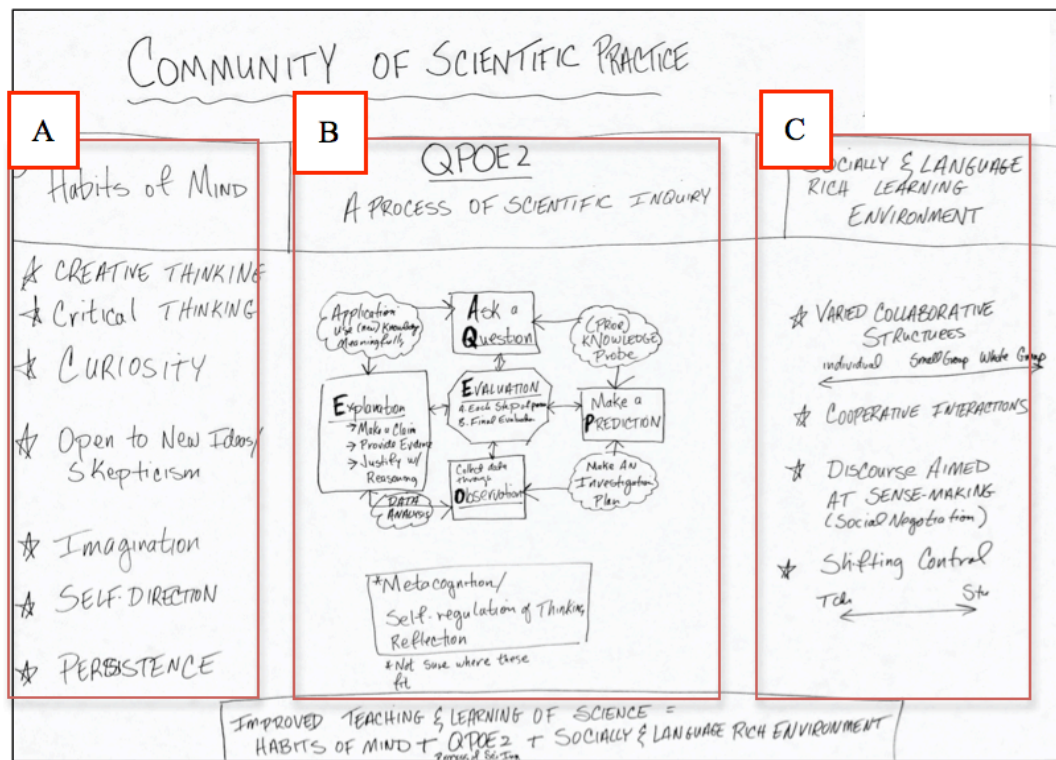 COMMUNITY OF SCIENTIFIC PRACTICE
A
Habits of MIND
CREATIVE THINKING
Critical THINKING
CURIOSITY
Open to New Ideas/
SKepticism
Imagination
SELF-DIRECTION
PERSISTENCE
B
QPOE2
A PROCESS OF SCIENTIFIC INQUIRY
Application
Use (new) Knowledge
Meaningfully
Ask a
Question
(PRIOR)
KNOWLEDGE
Probe
Explanation
→Make a Claim
→Provide Evidence
→Justify w/
Reasoning
EVALUATION
A. Each Step of
B. Final Evaluation
Make a
PREDICTION
DATA
ANALYSIS
Collect data
through
Observation
Make AN
Investigation
Plan
*Metacognition/
Self-regulation of Thinking,
Reflection
*Not sure where these
fit
C
SOCIALLY & LANGUAGE
RICH LEARNING
ENVIRONMENT
VARIED COLLABORATIVE
STRUCTURES
individual Small Group Whole Group
COOPERATIVE INTERACTIONS
DISCOURSE AIMED
AT SENSE-MAKING
(Social Negotiation)
Shifting Control
Tch Stu
IMPROVED TEACHING & LEARNING OF SCIENCE =
HABITS OF MIND + QPOE2 + SOCIALLY & LANGUAGE RICH ENVIRONMENT
Process of Sci